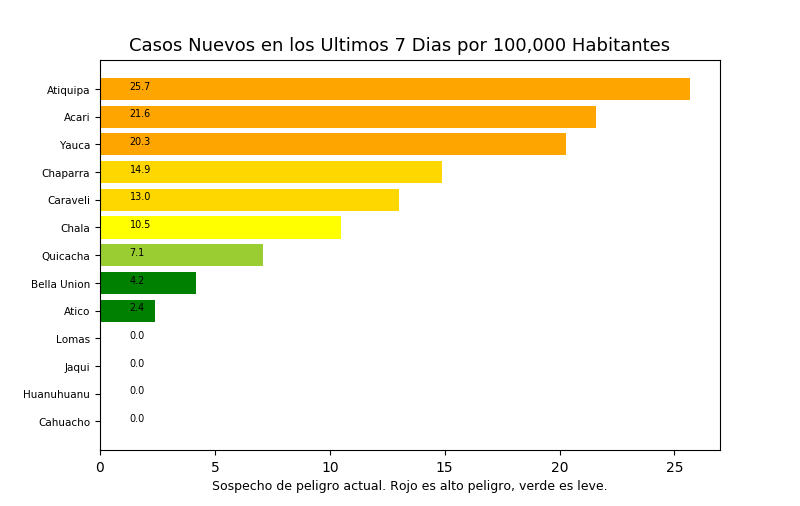 Casos Nuevos en los Ultimos 7 Dias por 100,000 Habitantes
Atiquipa 25.7
Acari 21.6
Yauca 20.3
Chaparra 14.9
Caraveli 13.0
Chala 10.5
Quicacha 7.1
Bella Union 4.2
Atico 2.4
Lomas 0.0
Jaqui 0.0
Huanuhuanu 0.0
Cahuacho 0.0
0 5 10 15 20 25
Sospecho de peligro actual. Rojo es alto peligro, verde es leve.